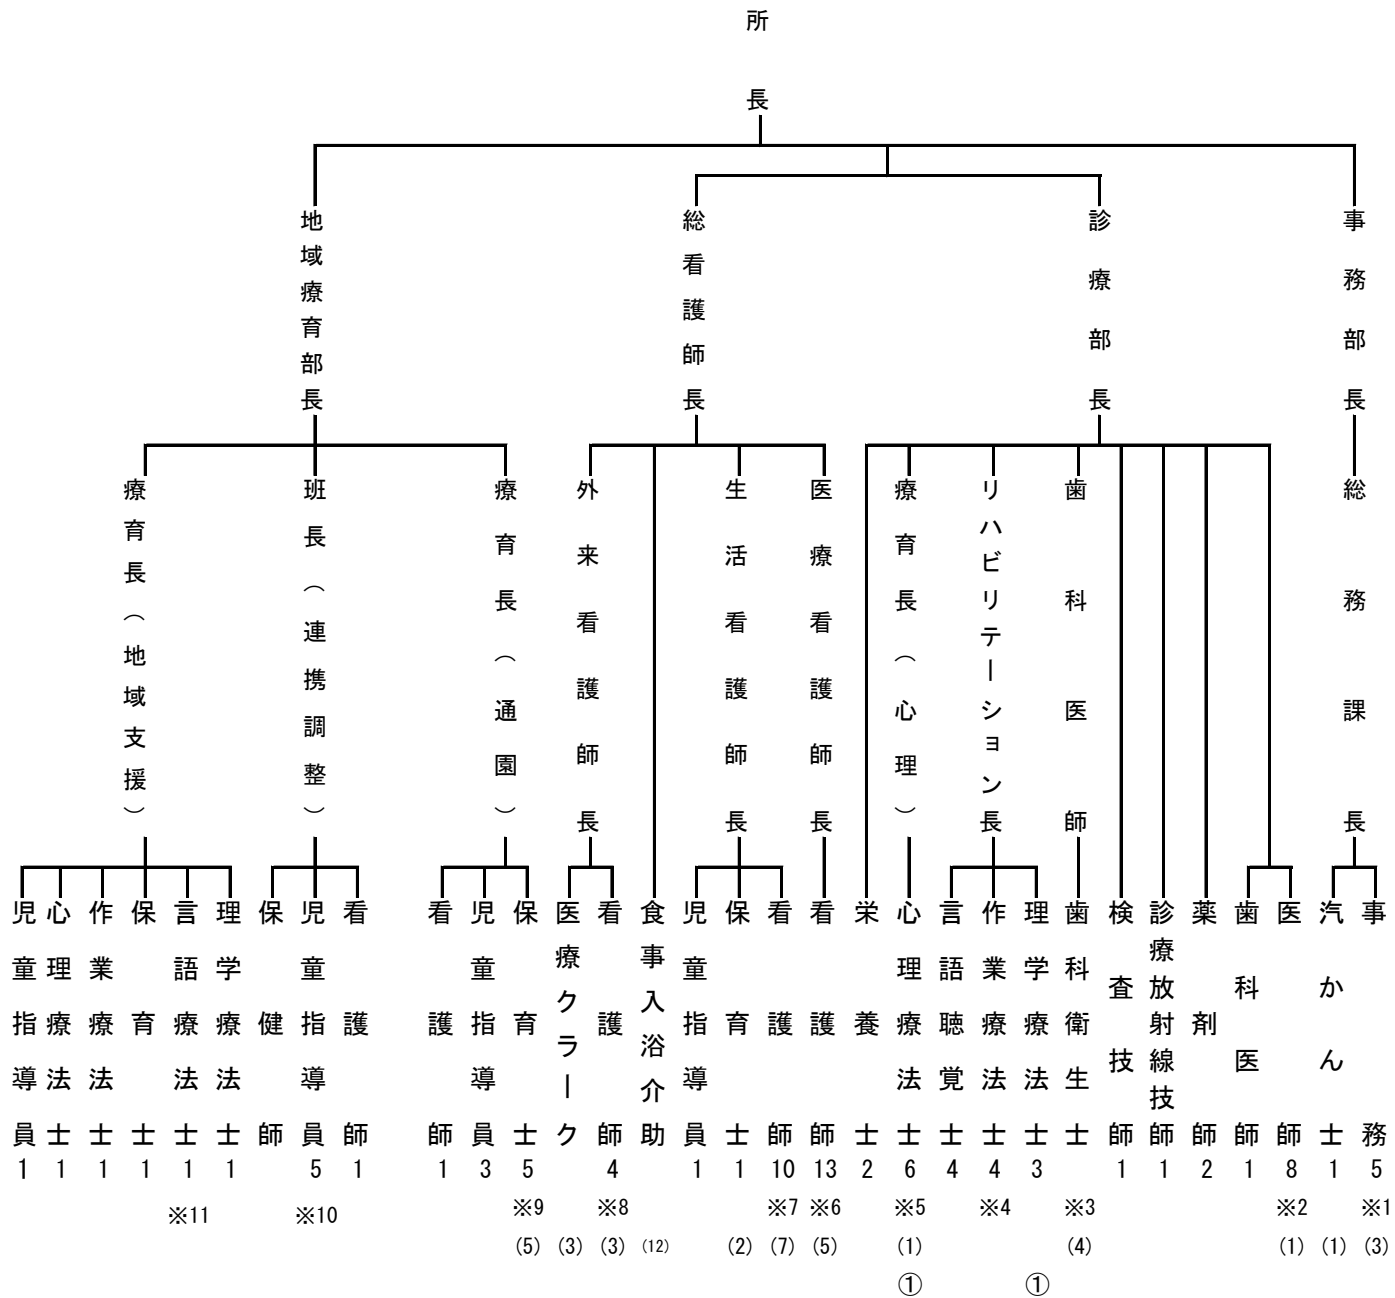 所長
地域療育部長
総看護師長
診療部長
事務部長
療育長(地域支援)
班長(連携調整)
療育長(通園)
外来看護師長
生活看護師長
医療看護師長
療育長(心理)
リハビリテーション長
歯科医師
総務課長
児童指導員
心理療法士
作業療法士
保育士
言語療法士
理学療法士
保健師
児童指導員
看護師
看護師
児童指導員
保育士
医療クラーク
看護師
食事入浴介助
児童指導員
保育士
看護師
看護師
栄養士
心理療法士
言語聴覚士
作業療法士
理学療法士
歯科衛生士
検査技師
診療放射線技師
薬剤師
歯科医師
医師
汽かん士
事務
1 1 1 1 1 1 5 1 1 3 5 4 1 1 10 13 2 6 4 4 3 1 1 2 1 8 1 5
※11 ※10 ※9 ※8 ※7 ※6 ※5 ※4 ※3 ※2 ※1
(5) (3) (3) (12) (2) (7) (5) (1) (4) (1) (1) (3)
① ①